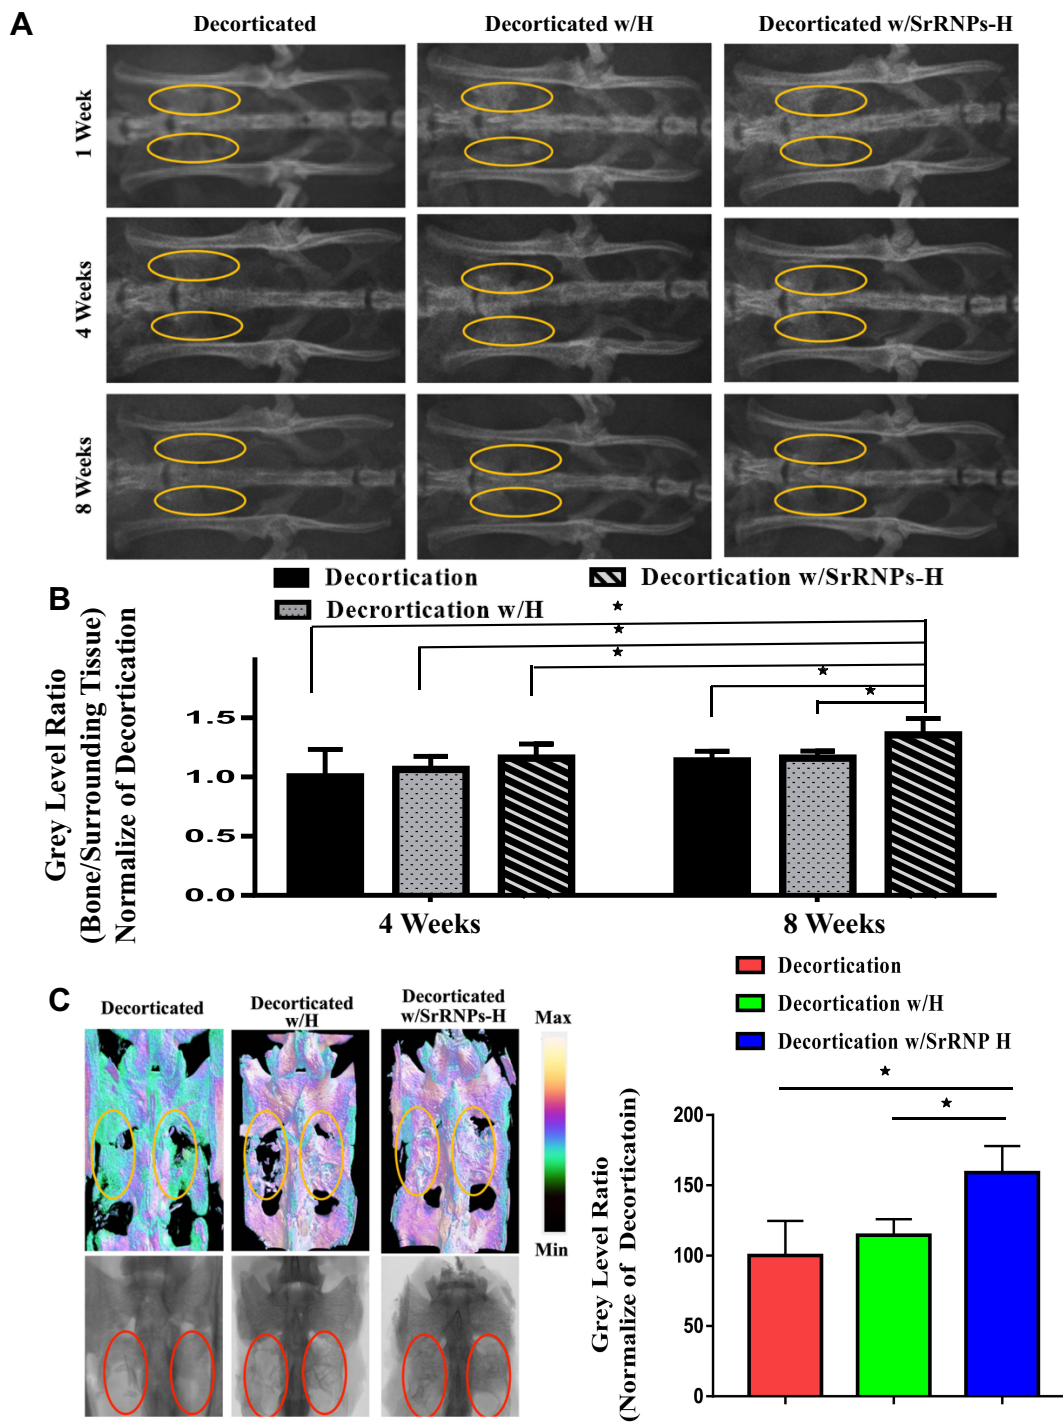 A
Decorticated
Decorticated w/H
Decorticated w/SrRNPs-H
1 Week
4 Weeks
8 Weeks
B
Decortication
Decortication w/SrRNPs-H
Decrortication w/H
Grey Level Ratio
(Bone/Surrounding Tissue)
Normalize of Decortication
1.5
1.0
0.5
0.0
4 Weeks
8 Weeks
C
Decorticated
Decorticated
w/H
Decorticated
w/SrRNPs-H
Max
Min
Decortication
Decortication w/H
Decortication w/SrRNP H
Grey Level Ratio
(Normalize of Decorticatoin)
200
150
100
50
0